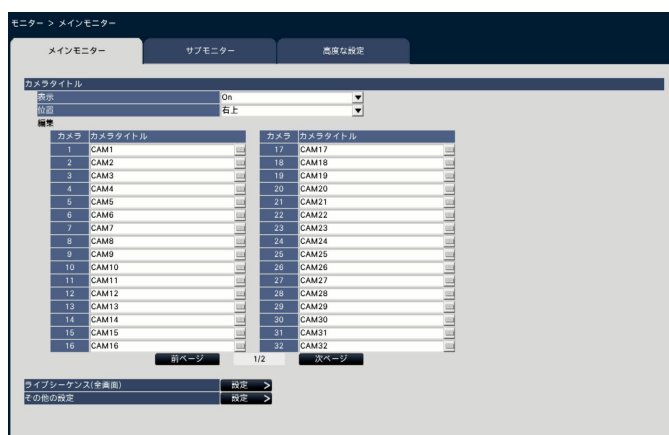 モニター > メインモニター
メインモニター サブモニター 高度な設定
カメラタイトル
表示 On
位置 右上
編集
カメラ カメラタイトル カメラ カメラタイトル
1 CAM1 17 CAM17
2 CAM2 18 CAM18
3 CAM3 19 CAM19
4 CAM4 20 CAM20
5 CAM5 21 CAM21
6 CAM6 22 CAM22
7 CAM7 23 CAM23
8 CAM8 24 CAM24
9 CAM9 25 CAM25
10 CAM10 26 CAM26
11 CAM11 27 CAM27
12 CAM12 28 CAM28
13 CAM13 29 CAM29
14 CAM14 30 CAM30
15 CAM15 31 CAM31
16 CAM16 32 CAM32
前ページ 1/2 次ページ
ライブシーケンス(全画面) 設定 >
その他の設定 設定 >